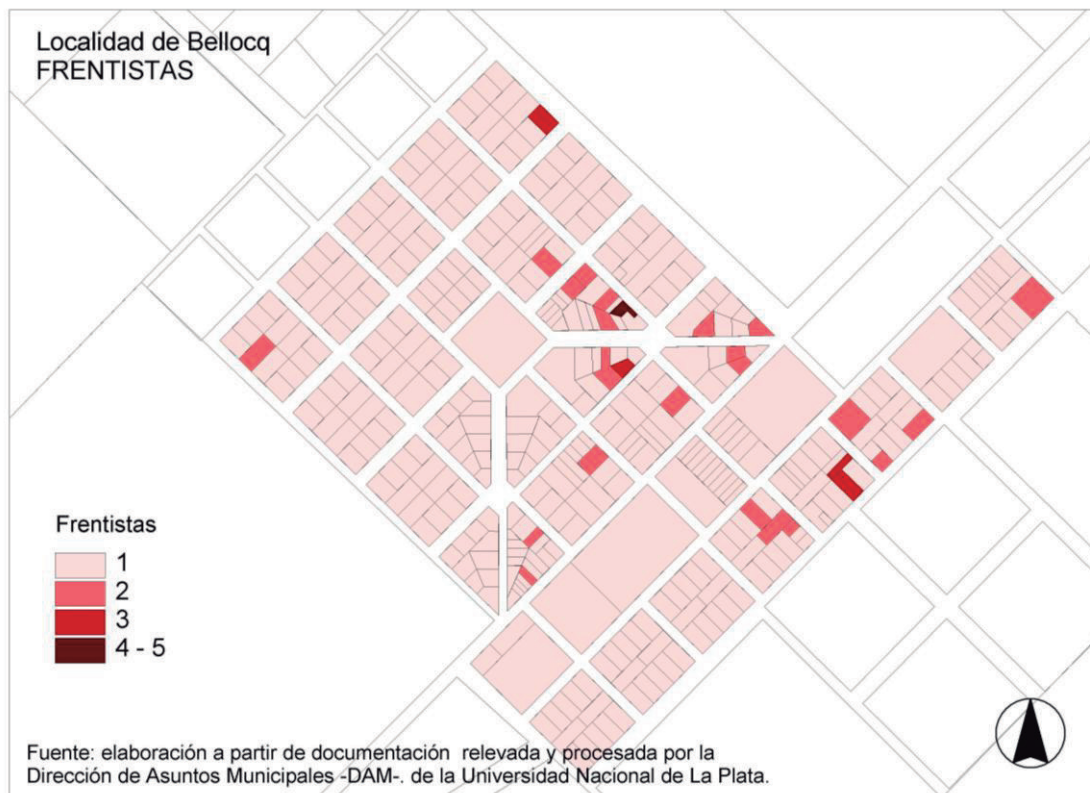 Localidad de Bellocq
FRENTISTAS
Frentistas
1
2
3
4 - 5
Fuente: elaboración a partir de documentación relevada y procesada por la
Dirección de Asuntos Municipales -DAM-. de la Universidad Nacional de La Plata.